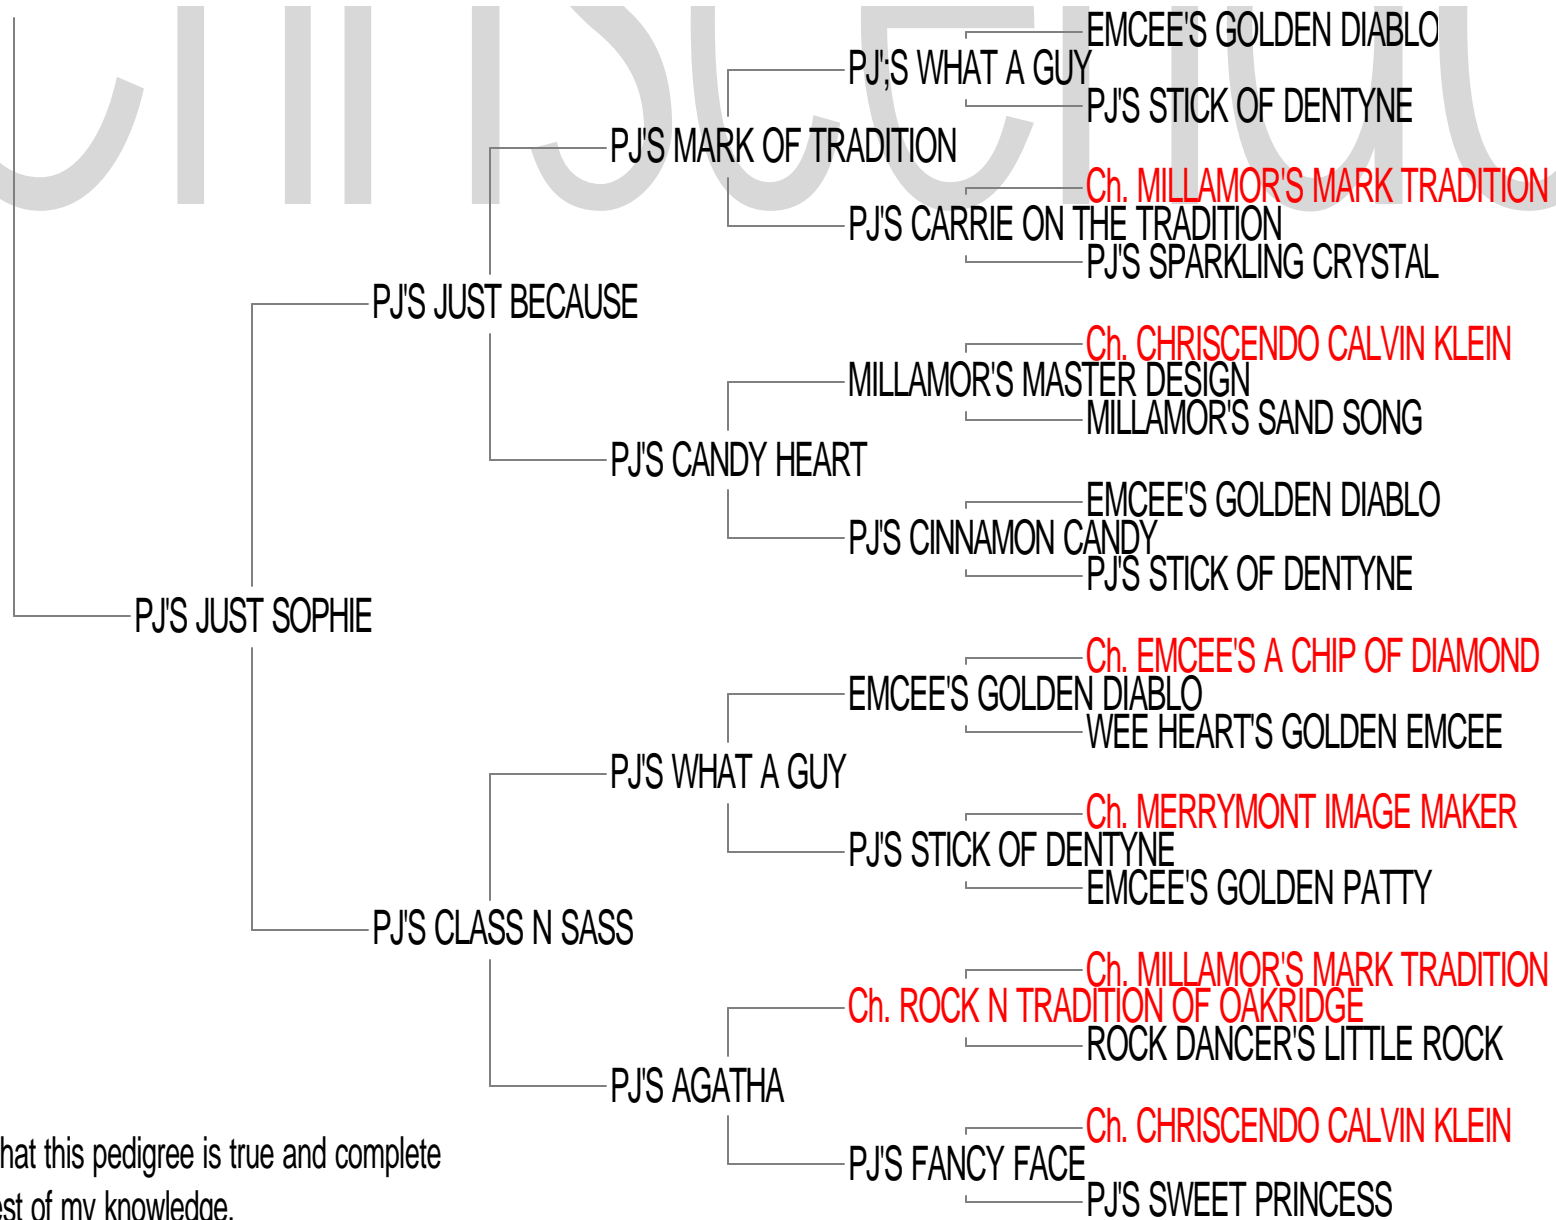 EMCEE'S GOLDEN DIABLO
PJ';S WHAT A GUY
PJ'S STICK OF DENTYNE
PJ'S MARK OF TRADITION
Ch. MILLAMOR'S MARK TRADITION
PJ'S CARRIE ON THE TRADITION
PJ'S SPARKLING CRYSTAL
PJ'S JUST BECAUSE
Ch. CHRISCENDO CALVIN KLEIN
MILLAMOR'S MASTER DESIGN
MILLAMOR'S SAND SONG
PJ'S CANDY HEART
EMCEE'S GOLDEN DIABLO
PJ'S CINNAMON CANDY
PJ'S STICK OF DENTYNE
PJ'S JUST SOPHIE
Ch. EMCEE'S A CHIP OF DIAMOND
EMCEE'S GOLDEN DIABLO
WEE HEART'S GOLDEN EMCEE
PJ'S WHAT A GUY
Ch. MERRYMONT IMAGE MAKER
PJ'S STICK OF DENTYNE
EMCEE'S GOLDEN PATTY
PJ'S CLASS N SASS
Ch. MILLAMOR'S MARK TRADITION
Ch. ROCK N TRADITION OF OAKRIDGE
ROCK DANCER'S LITTLE ROCK
PJ'S AGATHA
Ch. CHRISCENDO CALVIN KLEIN
PJ'S FANCY FACE
PJ'S SWEET PRINCESS
hat this pedigree is true and complete
est of my knowledge.